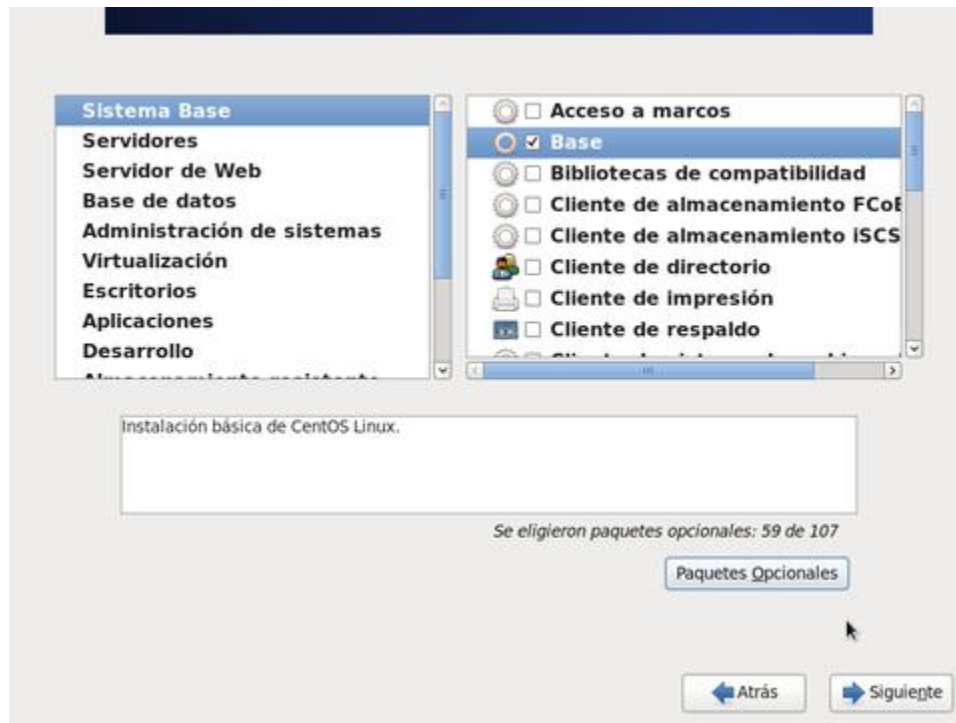 Sistema Base
Servidores
Servidor de Web
Base de datos
Administración de sistemas
Virtualización
Escritorios
Aplicaciones
Desarrollo
Acceso a marcos
Base
Bibliotecas de compatibilidad
Cliente de almacenamiento FCoE
Cliente de almacenamiento iSCS
Cliente de directorio
Cliente de impresión
Cliente de respaldo
Instalación básica de CentOS Linux.
Se eligieron paquetes opcionales: 59 de 107
Paquetes Opcionales
Atrás
Siguiente